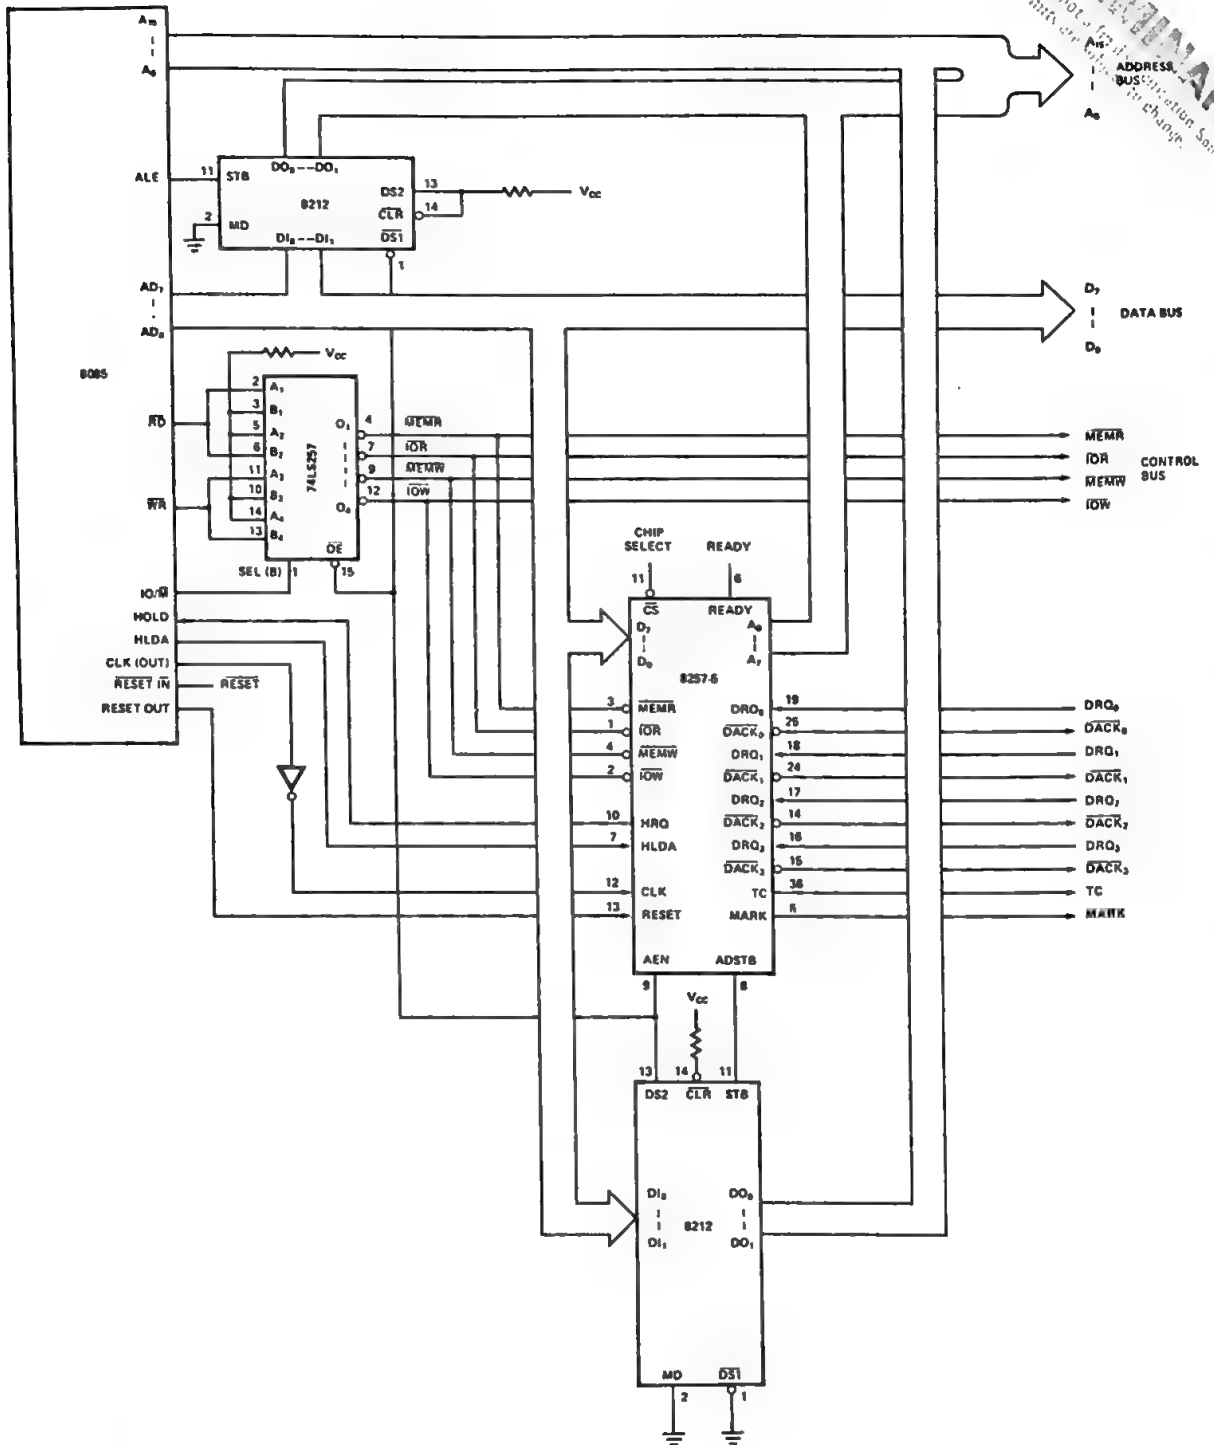 A15
A8
A15
ADDRESS
BUS
A0
ALE
11
STB
DO0---DO1
8212
DS2
13
VCC
CLR
14
2
MD
DI0---DI1
DS1
1
AD7
AD0
D7
DATA BUS
D0
8085
VCC
2
A1
3
B1
5
A2
6
B2
11
A3
10
B3
14
A4
13
B4
74LS257
O1
4
MEMR
7
IOR
9
MEMW
O4
12
IOW
OE
15
SEL (B)
1
RD
WR
MEMR
IOR
MEMW
IOW
CONTROL
BUS
IO/M
HOLD
HLDA
CLK (OUT)
RESET IN
RESET
RESET OUT
CHIP
SELECT
READY
11
6
CS
READY
D7
D0
A0
A7
8257-5
3
MEMR
1
IOR
4
MEMW
2
IOW
10
HRQ
7
HLDA
12
CLK
13
RESET
DRQ0
19
DRQ0
DACK0
25
DACK0
DRQ1
18
DRQ1
DACK1
24
DACK1
DRQ2
17
DRQ2
DACK2
14
DACK2
DRQ3
16
DRQ3
DACK3
15
DACK3
TC
36
TC
MARK
5
MARK
AEN
ADSTB
9
8
VCC
13
14
11
DS2
CLR
STB
DI0
DI1
8212
DO0
DO1
MD
DS1
2
1